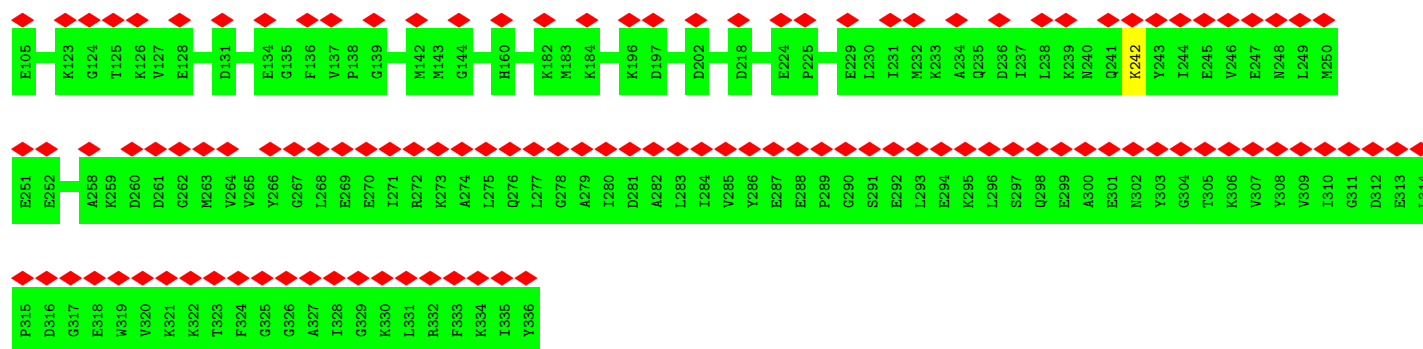 E105 K123 G124 T125 K126 V127 E128 D131 E134 G135 F136 V137 P138 G139 M142 M143 G144 H160 K182 M183 K184 K196 D197 D202 D218 E224 P225 E229 L230 I231 M232 K233 A234 Q235 D236 I237 L238 K239 N240 Q241 K242 Y243 I244 E245 V246 E247 N248 L249 M250
E251 E252 A258 K259 D260 D261 G262 M263 V264 V265 Y266 G267 L268 E269 E270 I271 R272 K273 A274 L275 Q276 L277 G278 A279 I280 D281 A282 L283 I284 V285 Y286 E287 E288 P289 G290 S291 E292 L293 E294 K295 L296 S297 Q298 E299 A300 E301 N302 Y303 G304 T305 K306 V307 Y308 V309 I310 G311 D312 E313 L314
P315 D316 G317 E318 W319 V320 K321 K322 T323 F324 G325 G326 A327 I328 G329 K330 L331 R332 F333 K334 I335 Y336